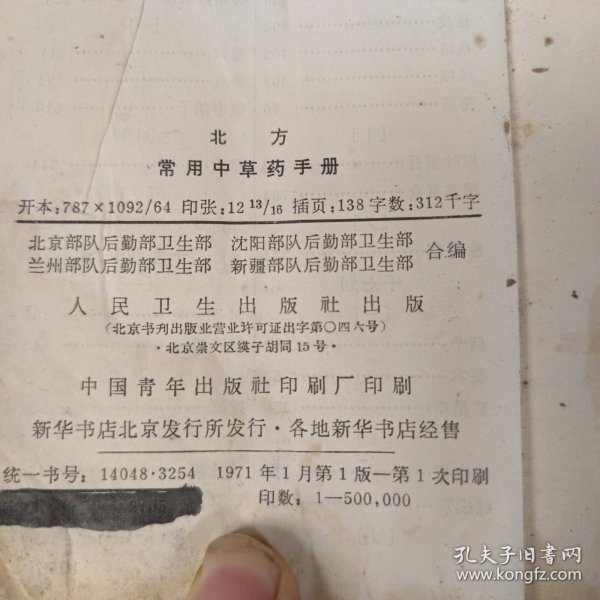 北方
常用中草药手册
开本:787×1092/64 印张:12 13/16 插页:138 字数:312千字
北京部队后勤部卫生部 沈阳部队后勤部卫生部
兰州部队后勤部卫生部 新疆部队后勤部卫生部
合编
人民卫生出版社出版
(北京书刊出版业营业许可证出字第〇四六号)
·北京崇文区缨子胡同15号·
中国青年出版社印刷厂印刷
新华书店北京发行所发行·各地新华书店经售
统一书号:14048·3254 1971年1月第1版—第1次印刷
印数:1—500,000
孔夫子旧书网
www.kongfz.com